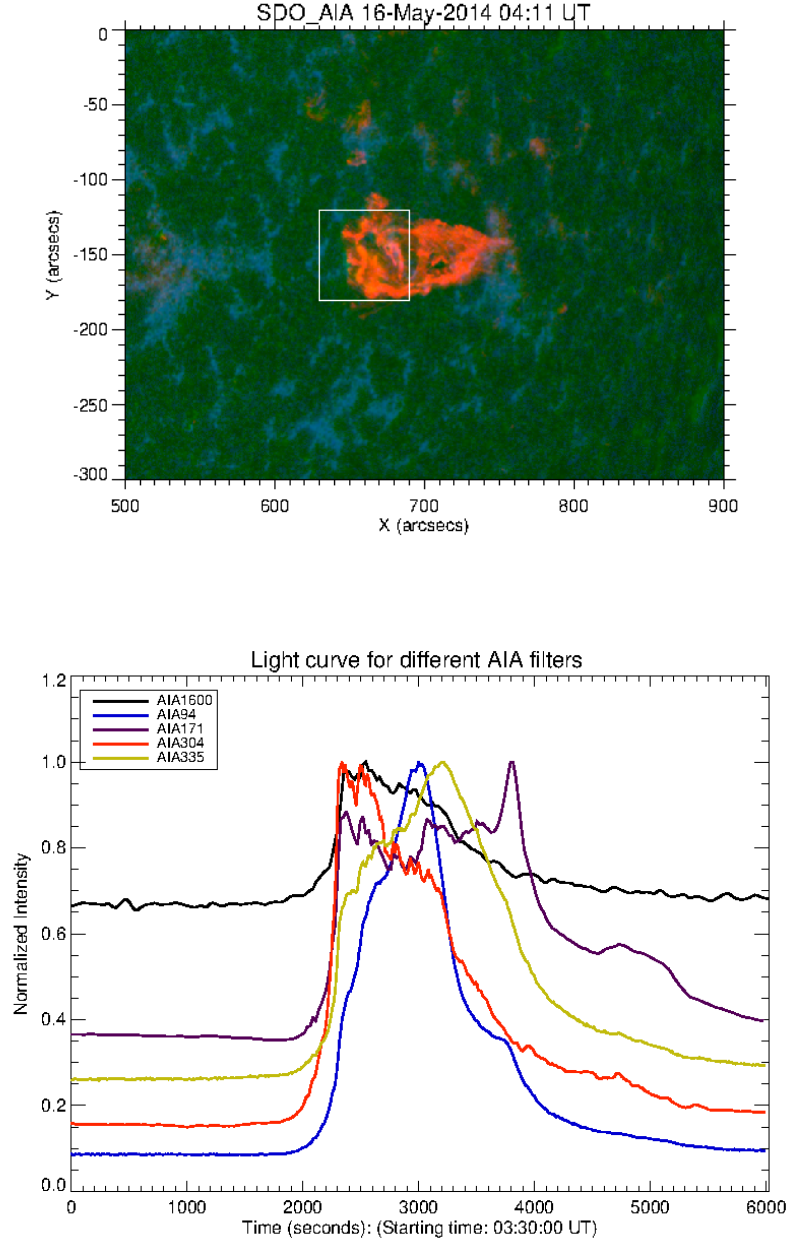 SDO_AIA 16-May-2014 04:11 UT
0
-50
-100
-150
-200
-250
-300
Y (arcsecs)
500 600 700 800 900
X (arcsecs)
Light curve for different AIA filters
1.2
1.0
0.8
0.6
0.4
0.2
0.0
Normalized Intensity
AIA1600
AIA94
AIA171
AIA304
AIA335
0 1000 2000 3000 4000 5000 6000
Time (seconds): (Starting time: 03:30:00 UT)